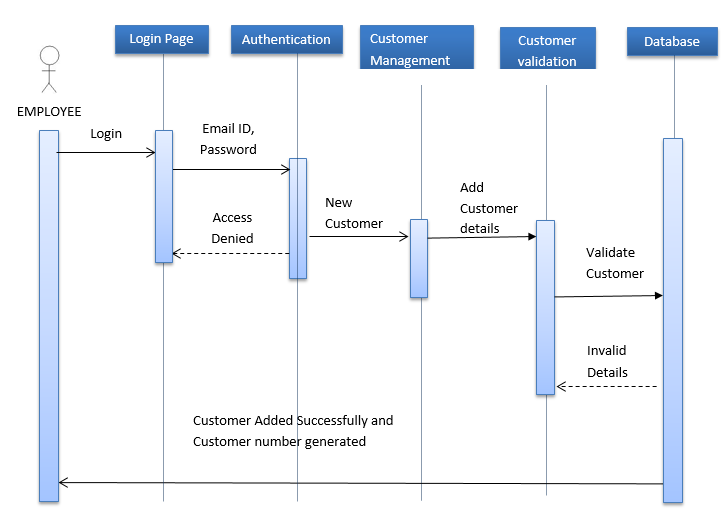 Login Page
Authentication
Customer
Management
Customer
validation
Database
EMPLOYEE
Login
Email ID,
Password
Access
Denied
New
Customer
Add
Customer
details
Validate
Customer
Invalid
Details
Customer Added Successfully and
Customer number generated